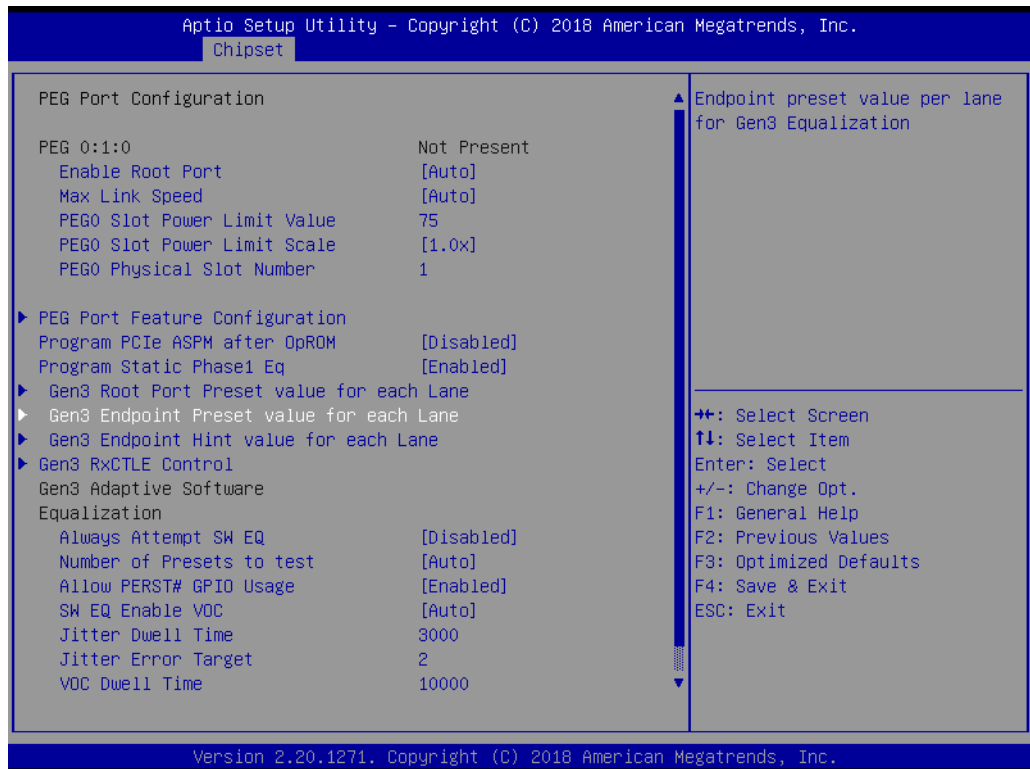 Aptio Setup Utility – Copyright (C) 2018 American Megatrends, Inc.
Chipset
PEG Port Configuration
PEG 0:1:0 Not Present
Enable Root Port [Auto]
Max Link Speed [Auto]
PEG0 Slot Power Limit Value 75
PEG0 Slot Power Limit Scale [1.0x]
PEG0 Physical Slot Number 1
PEG Port Feature Configuration
Program PCIe ASPM after OpROM [Disabled]
Program Static Phase1 Eq [Enabled]
Gen3 Root Port Preset value for each Lane
Gen3 Endpoint Preset value for each Lane
Gen3 Endpoint Hint value for each Lane
Gen3 RxCTLE Control
Gen3 Adaptive Software
Equalization
Always Attempt SW EQ [Disabled]
Number of Presets to test [Auto]
Allow PERST# GPIO Usage [Enabled]
SW EQ Enable VOC [Auto]
Jitter Dwell Time 3000
Jitter Error Target 2
VOC Dwell Time 10000
Endpoint preset value per lane
for Gen3 Equalization
→←: Select Screen
↑↓: Select Item
Enter: Select
+/-: Change Opt.
F1: General Help
F2: Previous Values
F3: Optimized Defaults
F4: Save & Exit
ESC: Exit
Version 2.20.1271. Copyright (C) 2018 American Megatrends, Inc.